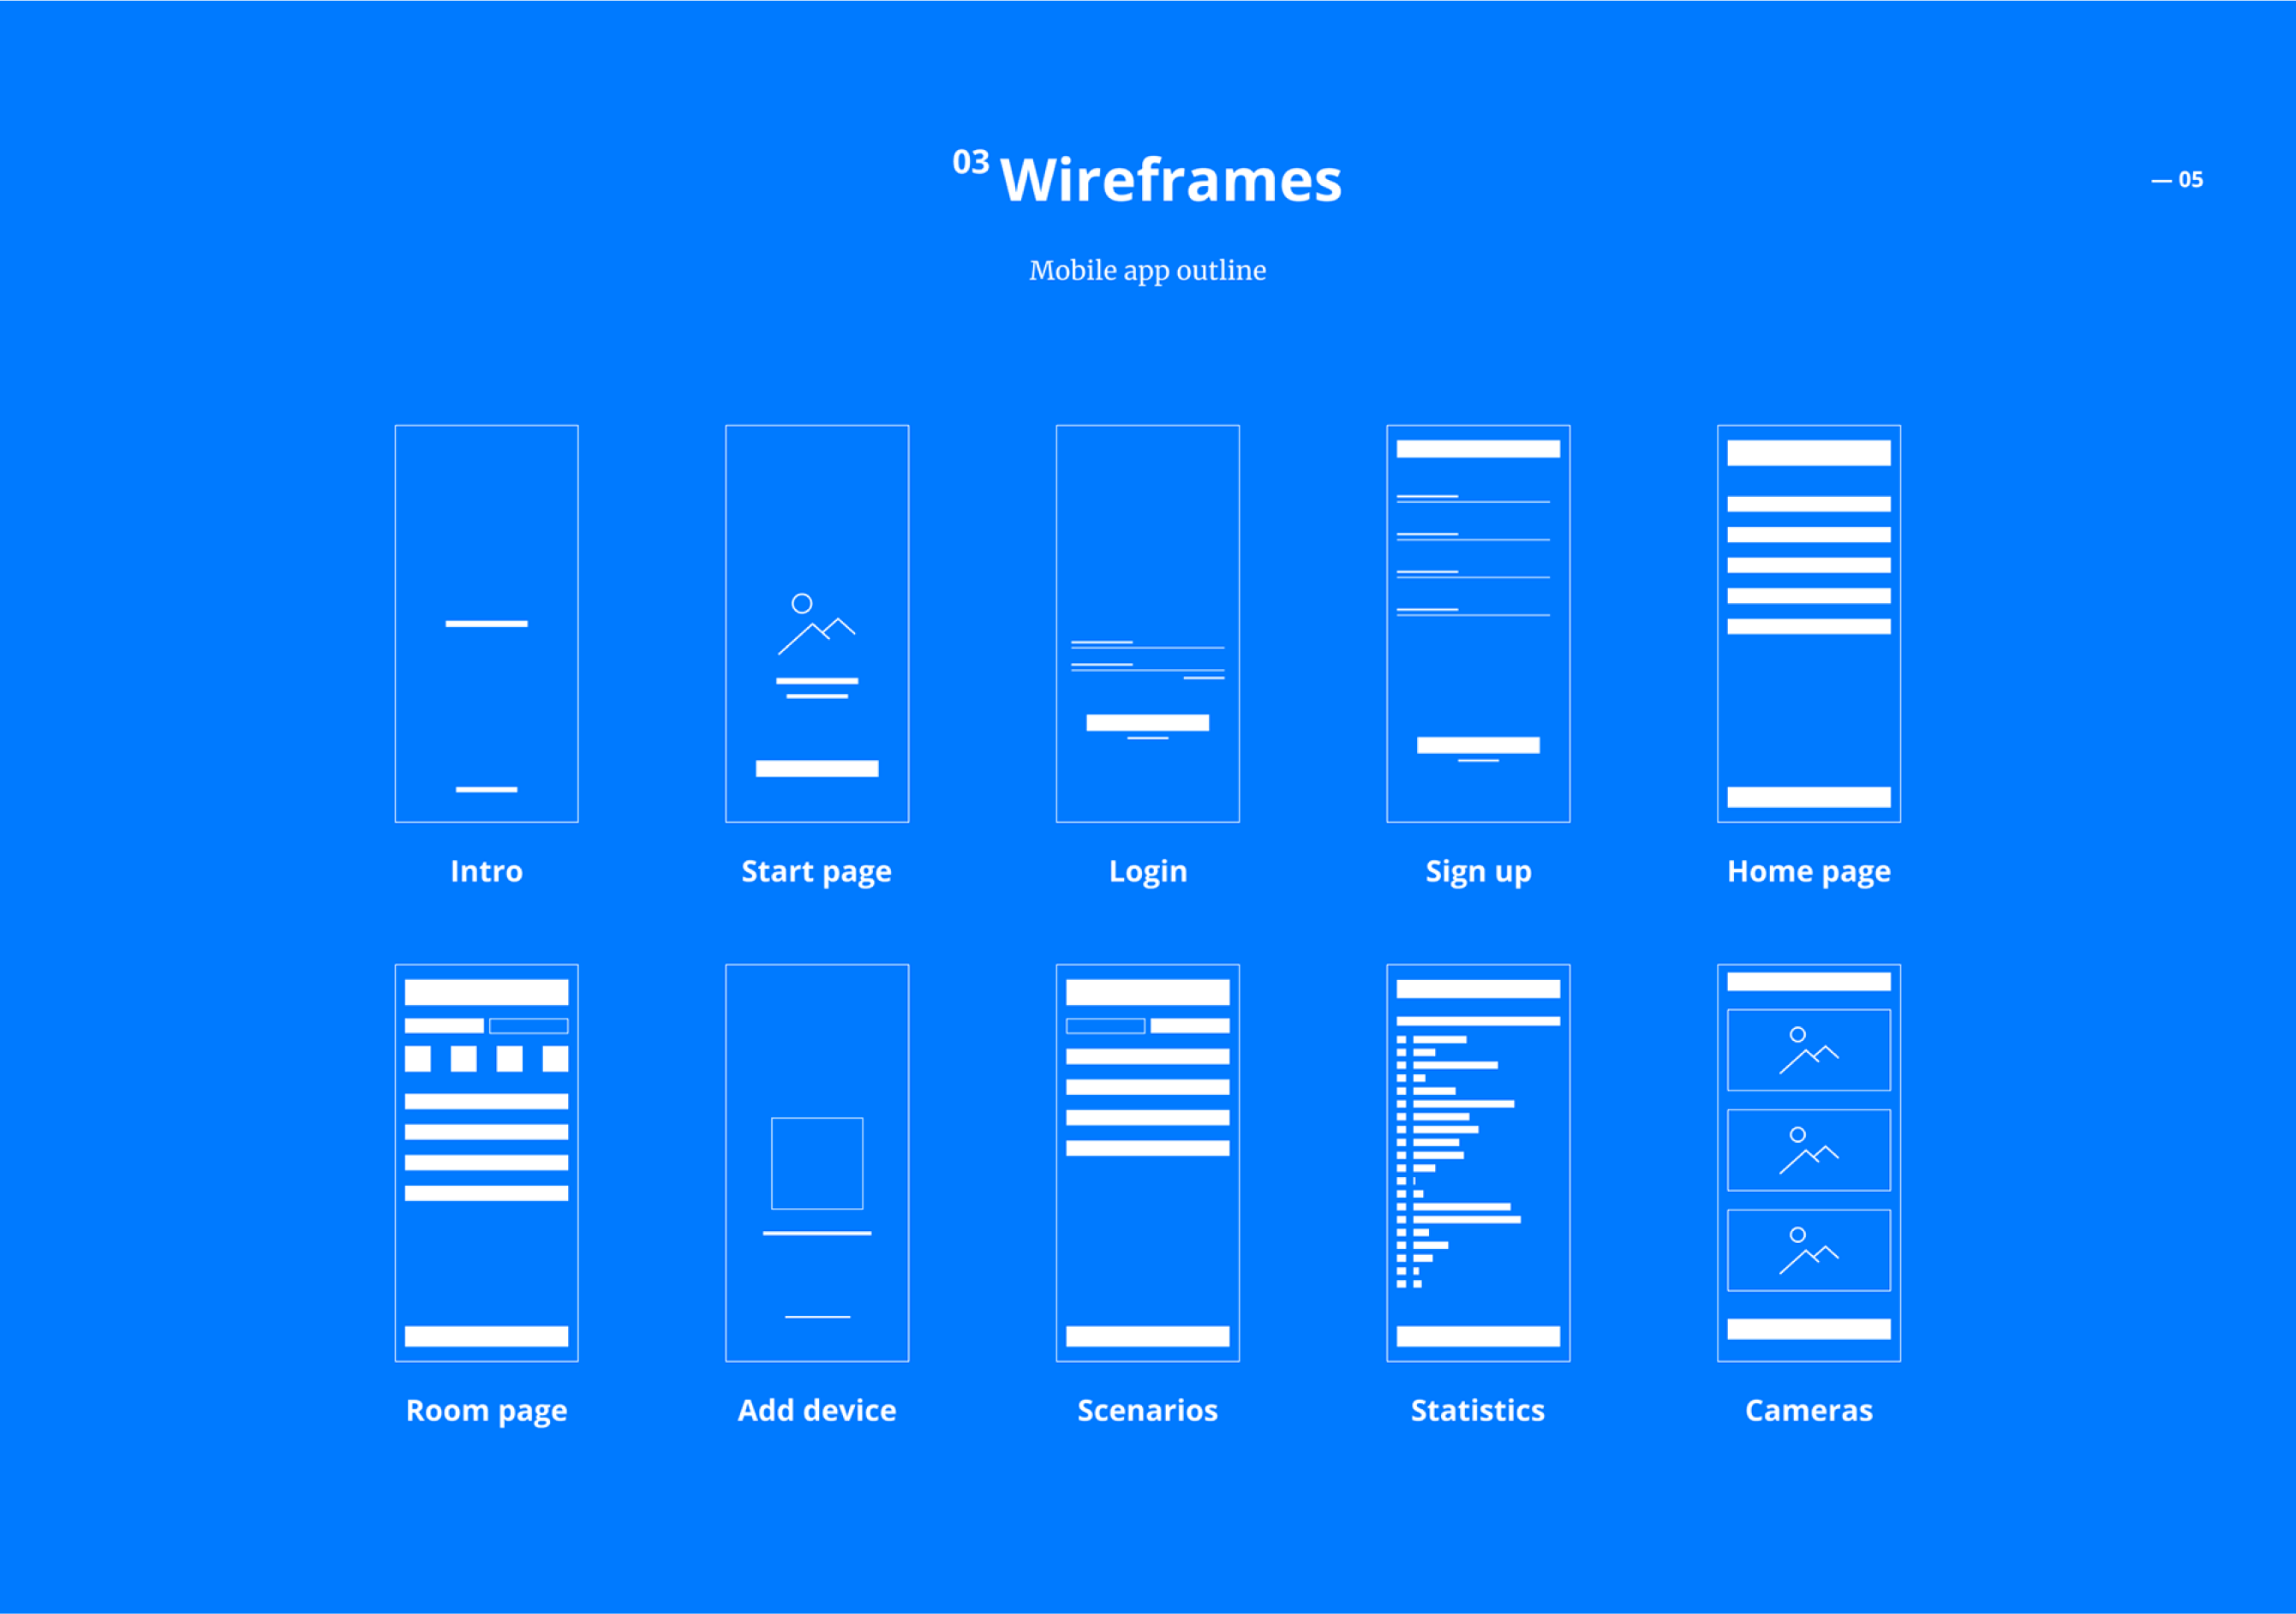 03 Wireframes
— 05
Mobile app outline
Intro
Start page
Login
Sign up
Home page
Room page
Add device
Scenarios
Statistics
Cameras